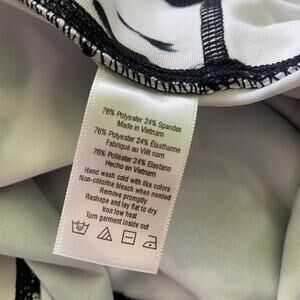 76% Polyester 24% Spandex
Made in Vietnam
76% Polyester 24% Elasthanne
Fabriqué au Viêt nam
76% Poliéster 24% Elastano
Hecho en Vietnam
Hand wash cold with like colors
Non-chlorine bleach when needed
Remove promptly
Reshape and lay flat to dry
Iron low heat
Turn garment inside out